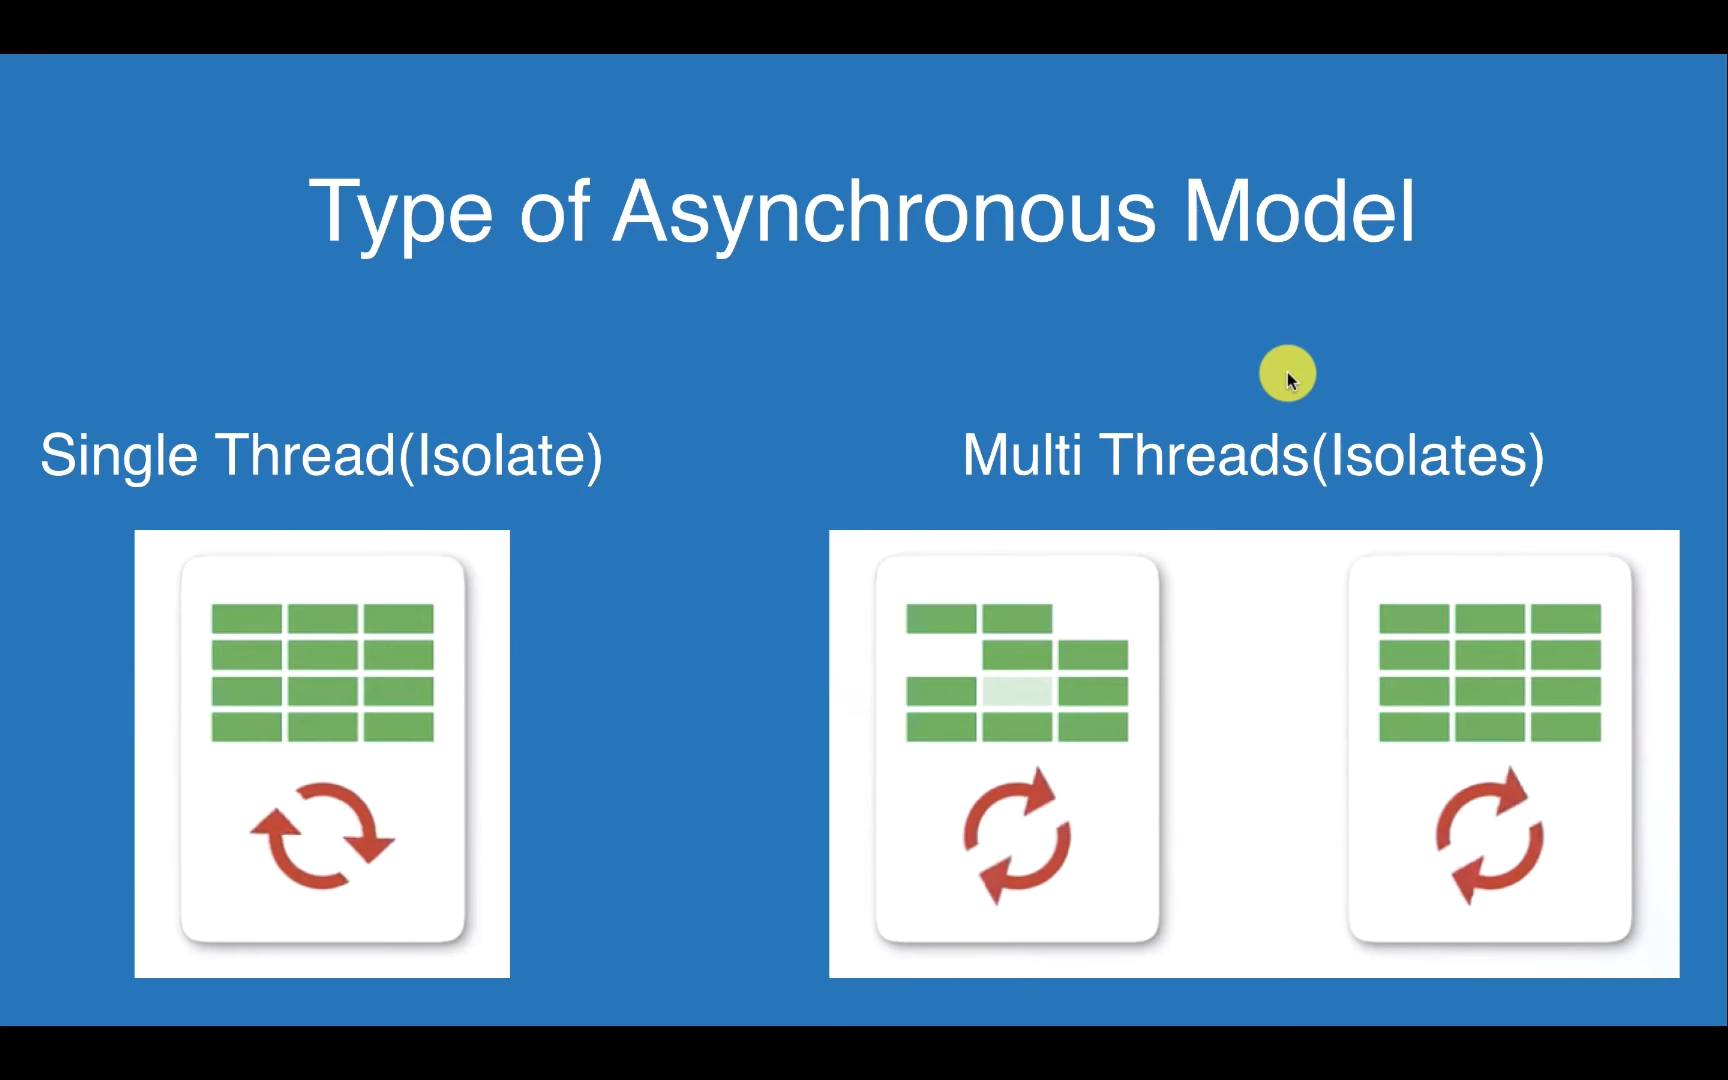 Type of Asynchronous Model
Single Thread(Isolate)
Multi Threads(Isolates)